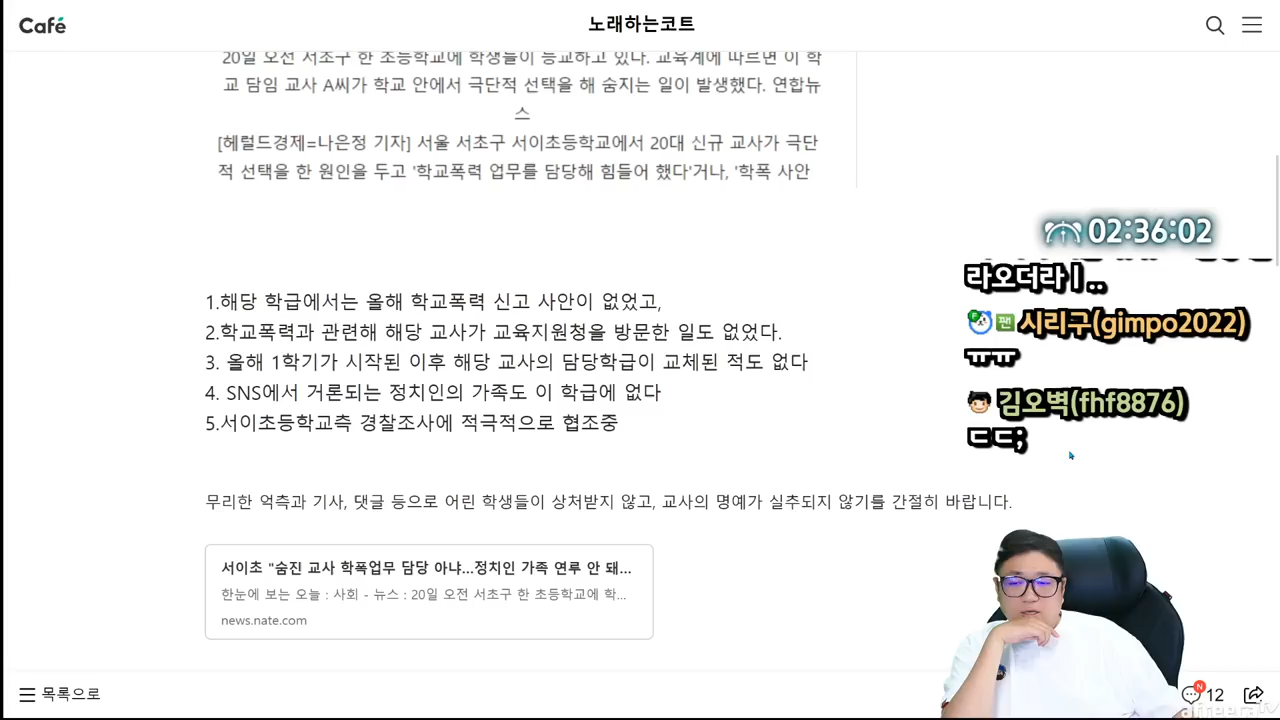 Café
노래하는코트
20일 오전 서초구 한 초등학교에 학생들이 등교하고 있다. 교육계에 따르면 이 학
교 담임 교사 A씨가 학교 안에서 극단적 선택을 해 숨지는 일이 발생했다. 연합뉴
스
[헤럴드경제=나은정 기자] 서울 서초구 서이초등학교에서 20대 신규 교사가 극단
적 선택을 한 원인을 두고 '학교폭력 업무를 담당해 힘들어 했다'거나, '학폭 사안
02:36:02
라오더라ㅣ..
팬 시리구(gimpo2022)
ㅠㅠ
김오벽(fhf8876)
ㄷㄷ;
1.해당 학급에서는 올해 학교폭력 신고 사안이 없었고,
2.학교폭력과 관련해 해당 교사가 교육지원청을 방문한 일도 없었다.
3. 올해 1학기가 시작된 이후 해당 교사의 담당학급이 교체된 적도 없다
4. SNS에서 거론되는 정치인의 가족도 이 학급에 없다
5.서이초등학교측 경찰조사에 적극적으로 협조중
무리한 억측과 기사, 댓글 등으로 어린 학생들이 상처받지 않고, 교사의 명예가 실추되지 않기를 간절히 바랍니다.
서이초 "숨진 교사 학폭업무 담당 아냐...정치인 가족 연루 안 돼...
한눈에 보는 오늘 : 사회 - 뉴스 : 20일 오전 서초구 한 초등학교에 학...
news.nate.com
목록으로
N
12
afreecaTV